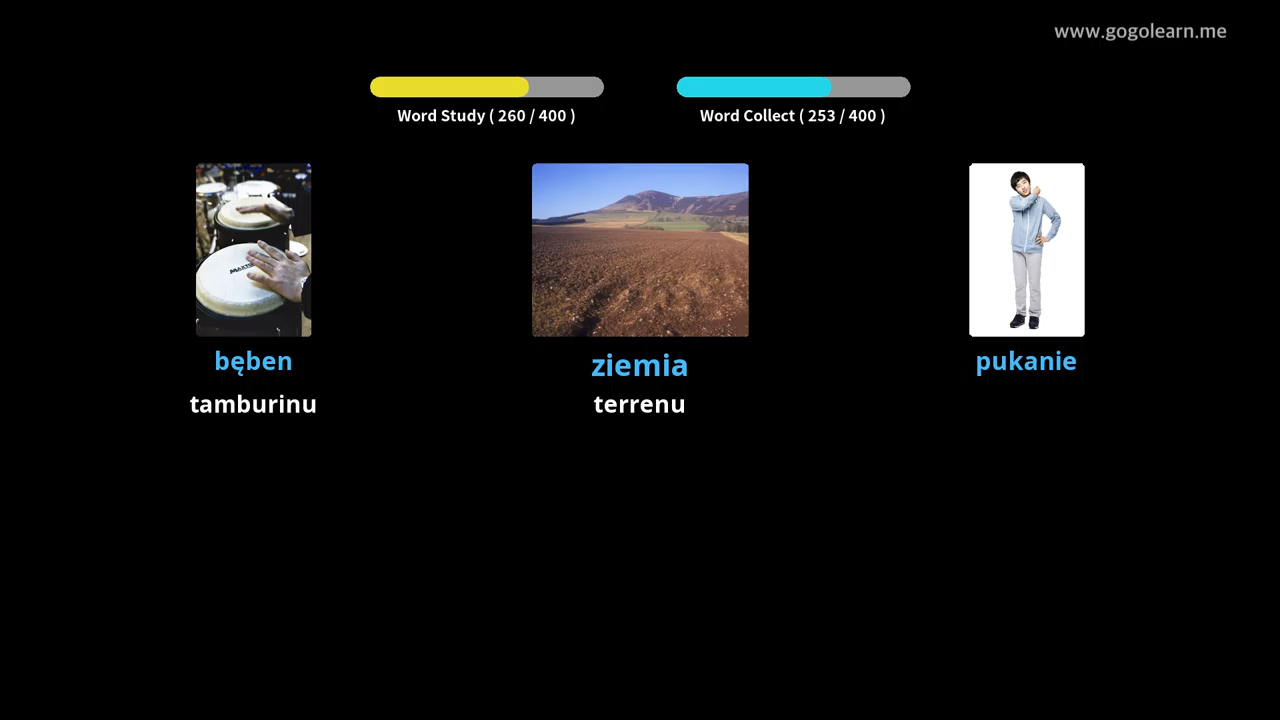 www.gogolearn.me
Word Study ( 260 / 400 )
Word Collect ( 253 / 400 )
bęben
ziemia
pukanie
tamburinu
terrenu